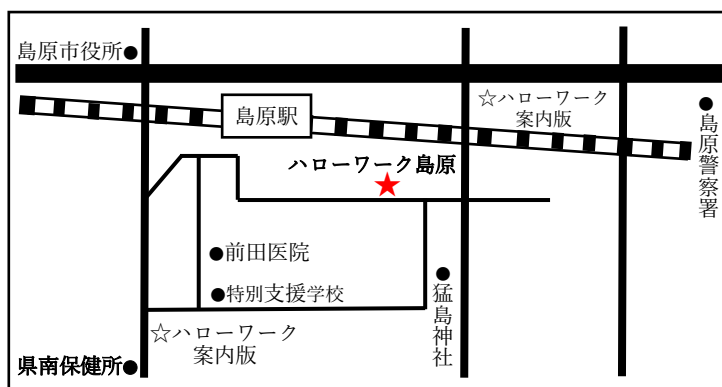 島原市役所●
島原駅
☆ハローワーク
案内版
●島原警察署
ハローワーク島原
★
●前田医院
●特別支援学校
●猛島神社
☆ハローワーク
案内版
県南保健所●